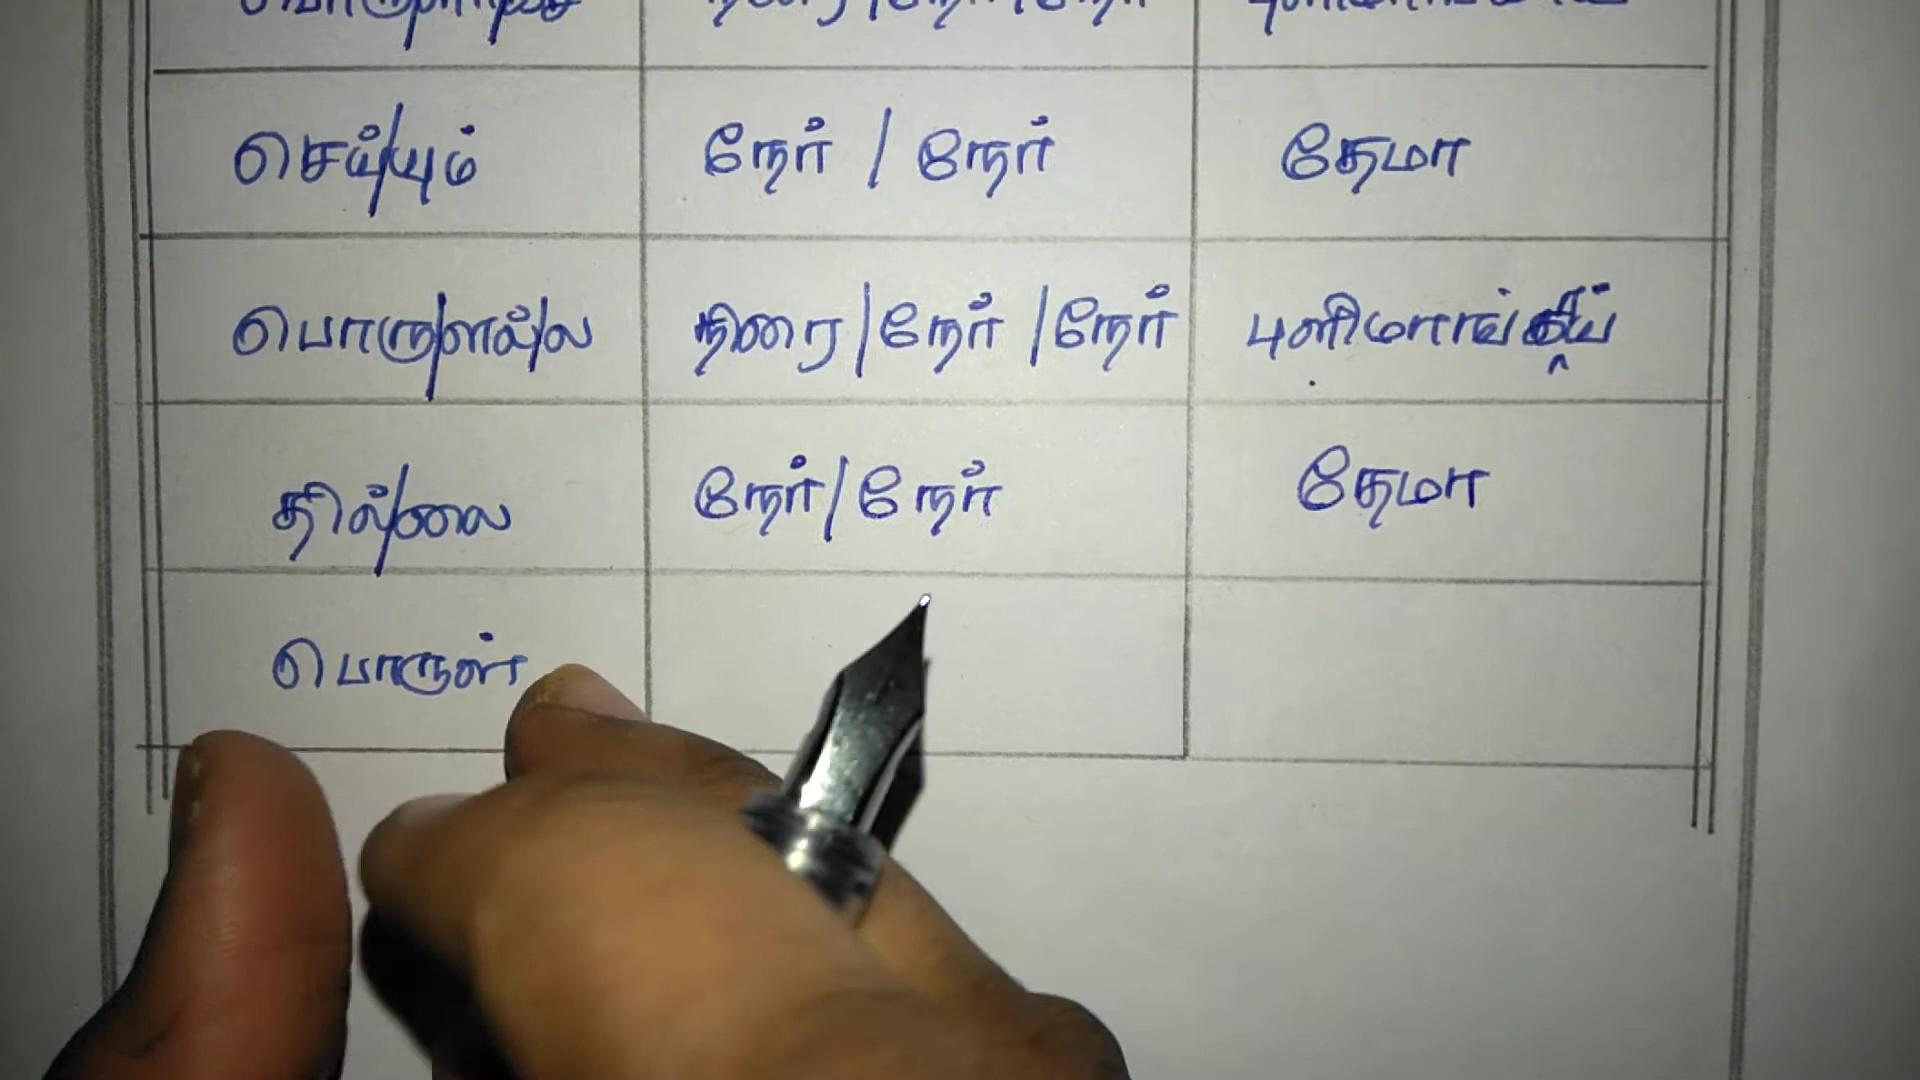 செய்/யும் நேர் / நேர் தேமா
பொரு/ளல்/ல நிரை/நேர் /நேர்
தில்/லை நேர்/நேர் தேமா
பொருள்